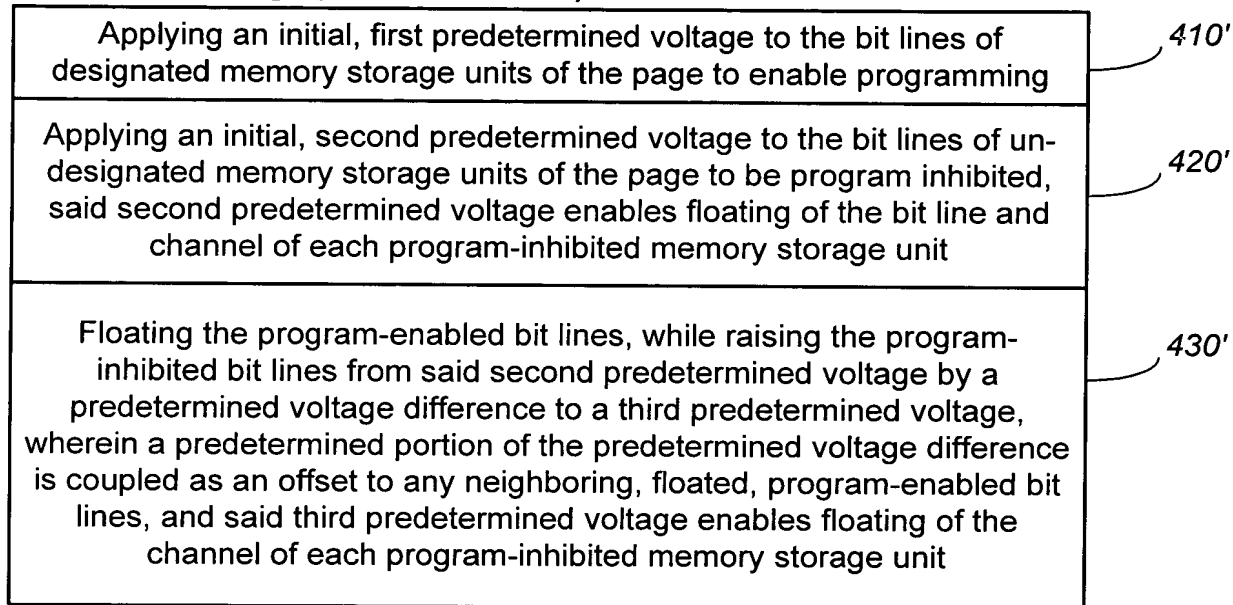 Applying an initial, first predetermined voltage to the bit lines of
designated memory storage units of the page to enable programming
410'
Applying an initial, second predetermined voltage to the bit lines of un-
designated memory storage units of the page to be program inhibited,
said second predetermined voltage enables floating of the bit line and
channel of each program-inhibited memory storage unit
420'
Floating the program-enabled bit lines, while raising the program-
inhibited bit lines from said second predetermined voltage by a
predetermined voltage difference to a third predetermined voltage,
wherein a predetermined portion of the predetermined voltage difference
is coupled as an offset to any neighboring, floated, program-enabled bit
lines, and said third predetermined voltage enables floating of the
channel of each program-inhibited memory storage unit
430'